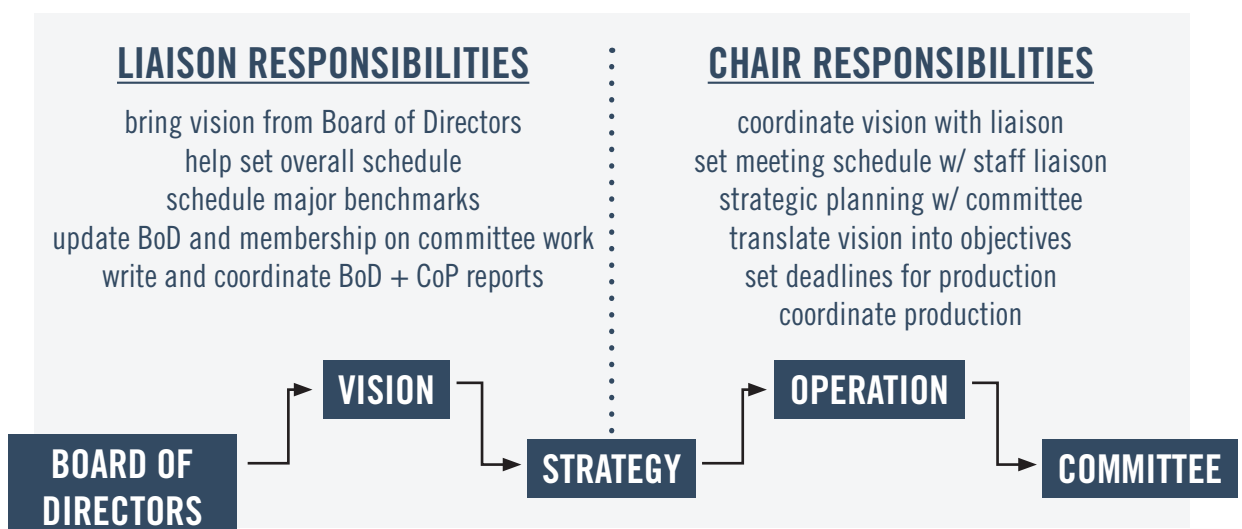 LIAISON RESPONSIBILITIES
bring vision from Board of Directors
help set overall schedule
schedule major benchmarks
update BoD and membership on committee work
write and coordinate BoD + CoP reports
CHAIR RESPONSIBILITIES
coordinate vision with liaison
set meeting schedule w/ staff liaison
strategic planning w/ committee
translate vision into objectives
set deadlines for production
coordinate production
BOARD OF
DIRECTORS
VISION
STRATEGY
OPERATION
COMMITTEE